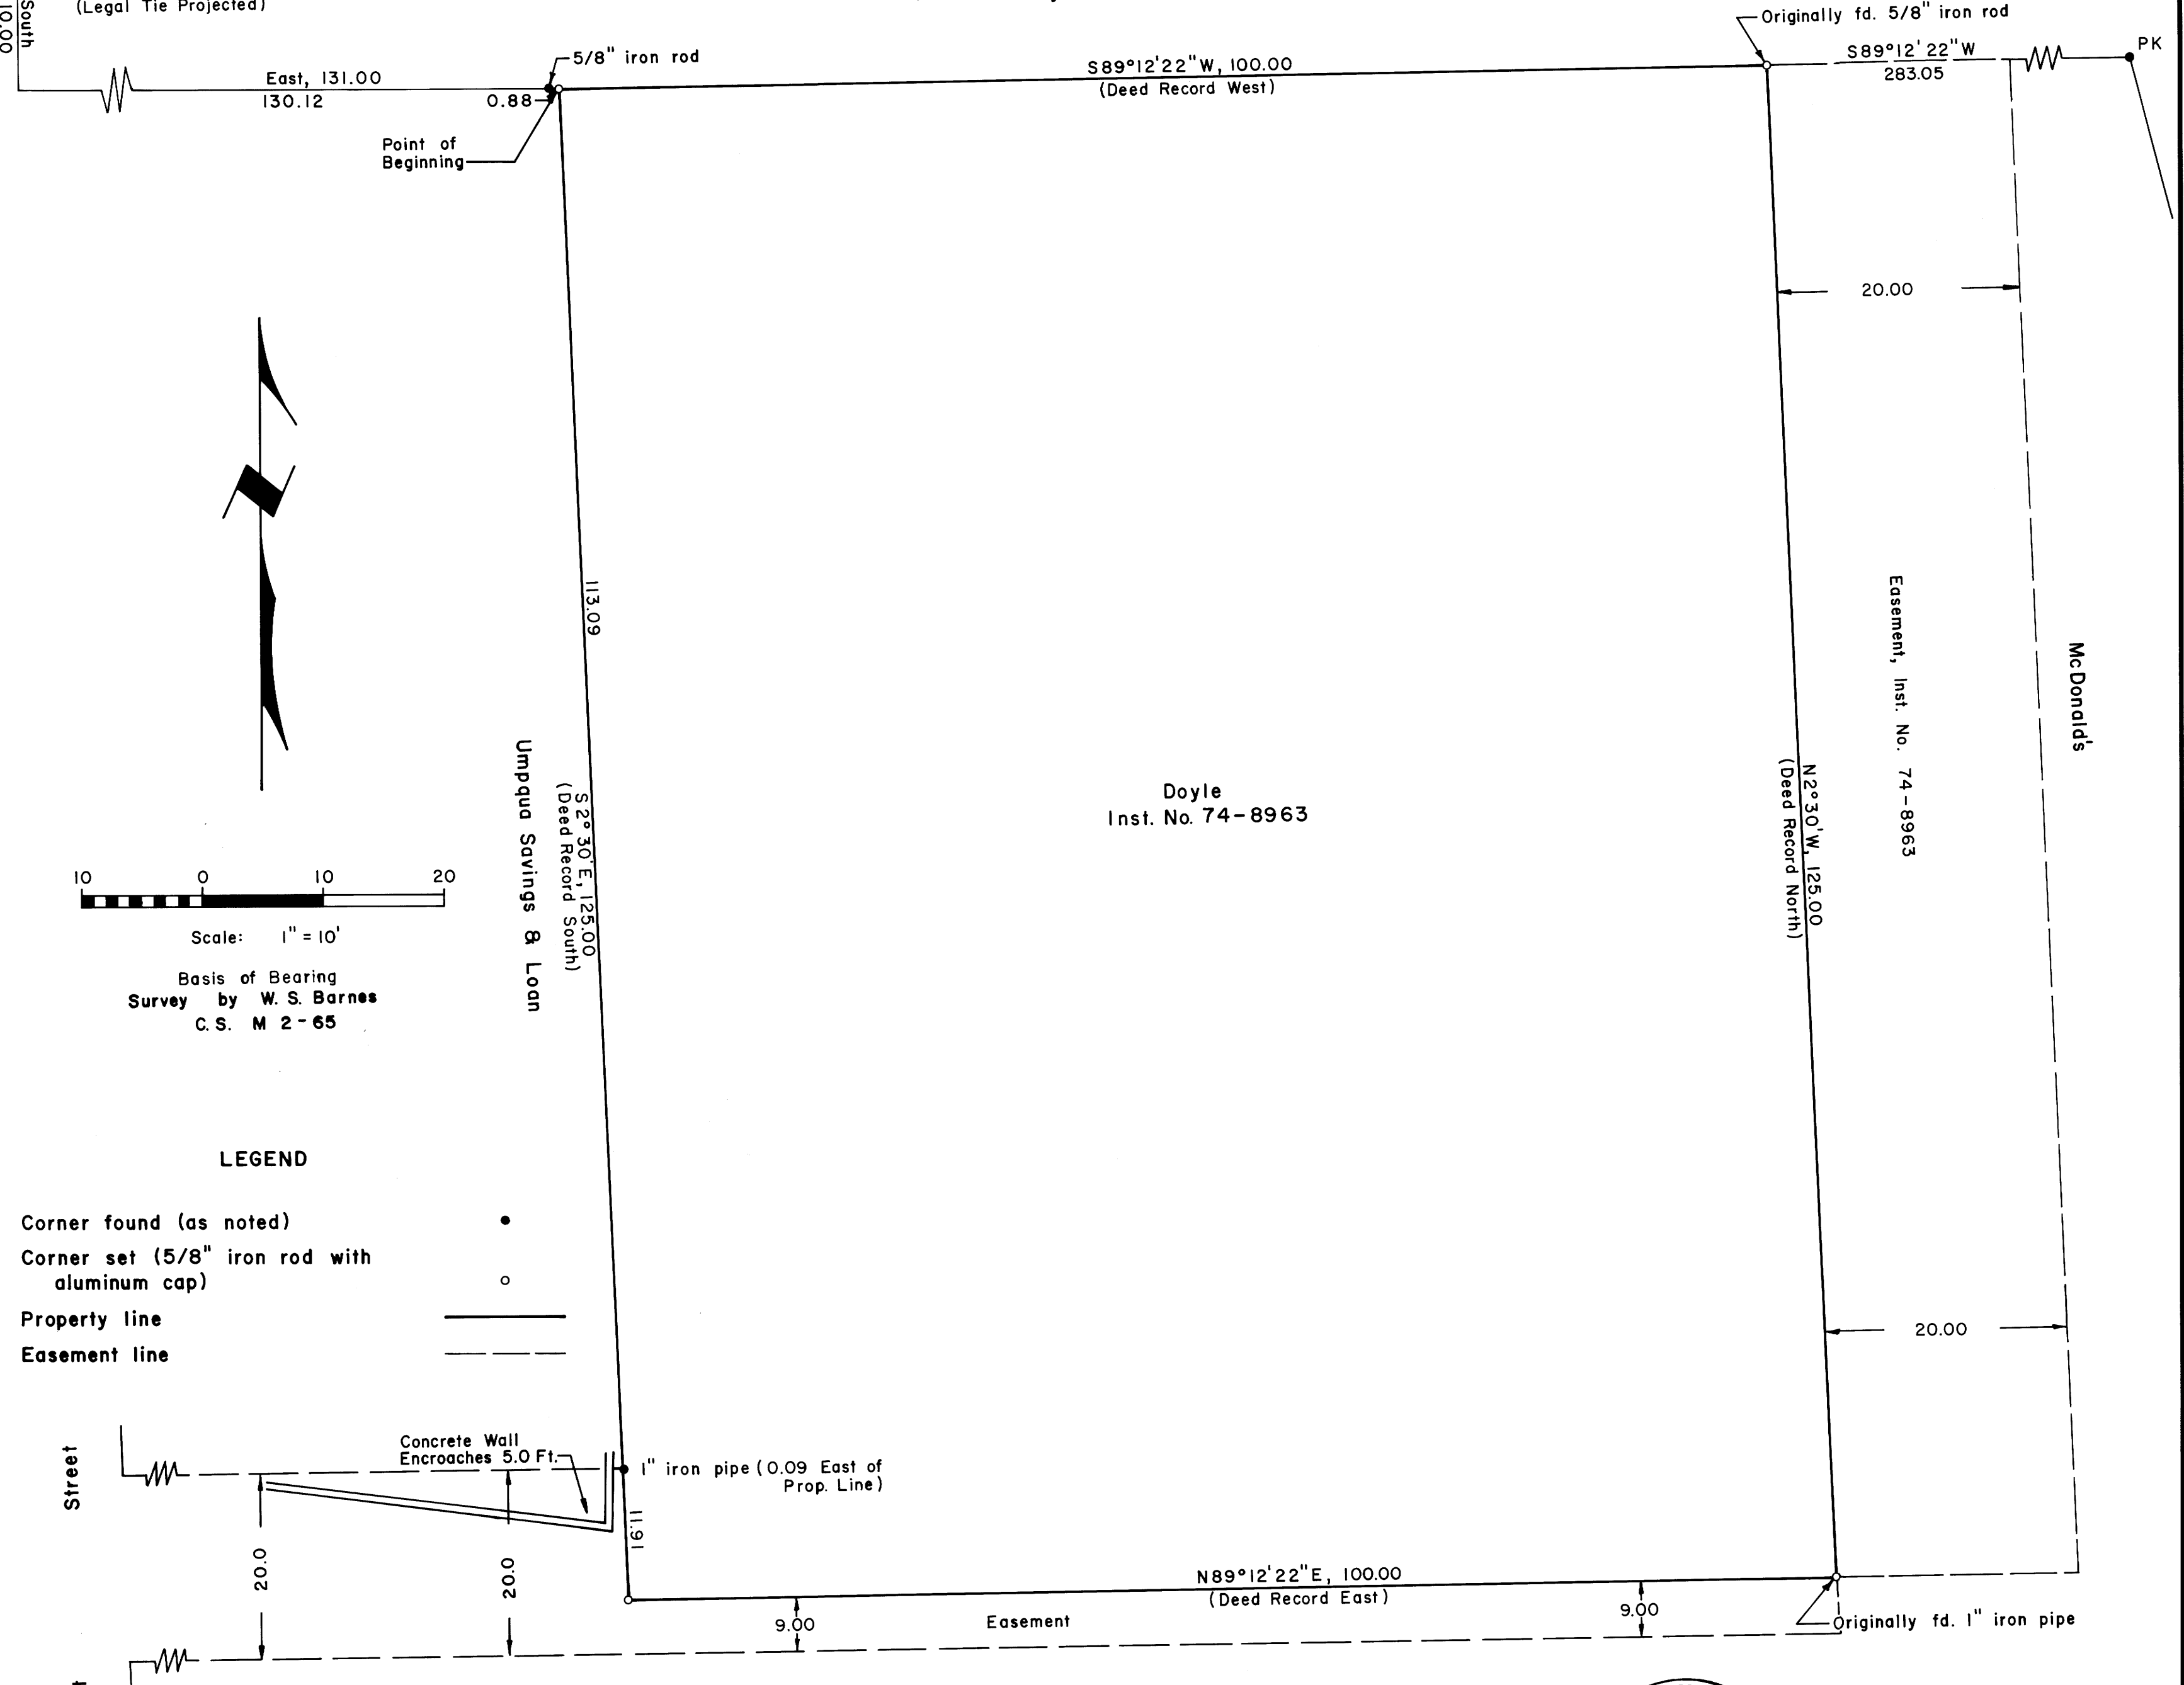 (Legal Tie Projected)
South
10.00
Originally fd. 5/8" iron rod
5/8" iron rod
East, 131.00
130.12
0.88
S89°12'22"W, 100.00
(Deed Record West)
S89°12'22"W
283.05
PK
Point of
Beginning
20.00
113.09
Easement, Inst. No. 74-8963
McDonald's
Umpqua Savings & Loan
S2°30'E, 125.00
(Deed Record South)
Doyle
Inst. No. 74-8963
N2°30'W, 125.00
(Deed Record North)
10 0 10 20
Scale: 1" = 10'
Basis of Bearing
Survey by W. S. Barnes
C. S. M 2-65
LEGEND
Corner found (as noted)
Corner set (5/8" iron rod with
aluminum cap)
Property line
Easement line
20.00
Street
Concrete Wall
Encroaches 5.0 Ft.
1" iron pipe (0.09 East of
Prop. Line)
11.91
20.0
20.0
N89°12'22"E, 100.00
(Deed Record East)
9.00
Easement
9.00
Originally fd. 1" iron pipe